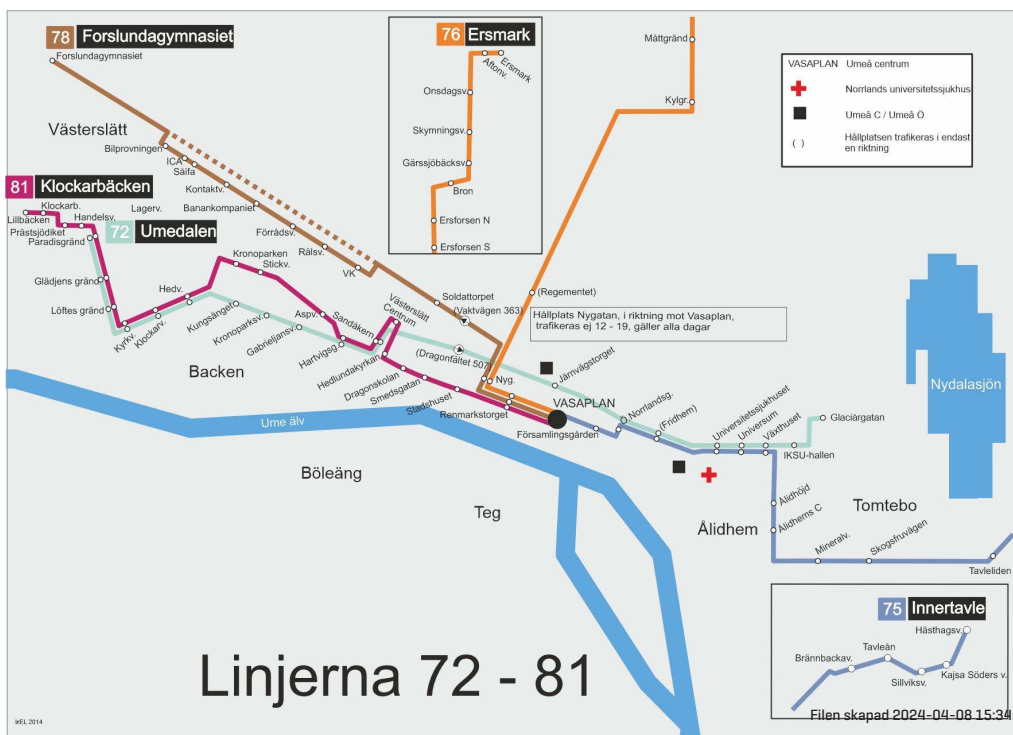 78 Forslundagymnasiet
Forslundagymnasiet
Västerslätt
Bilprovningen
ICA
Säifa
Kontaktv.
Banankompaniet
Förrådsv.
Rälsv.
VK
Soldattorpet
(Vaktvägen 363)
76 Ersmark
Ersmark
Aftonv.
Onsdagsv.
Skymningsv.
Gärssjöbäcksv.
Bron
Ersforsen N
Ersforsen S
Mättgränd
Kylgr.
(Regementet)
VASAPLAN Umeå centrum
Norrlands universitetssjukhus
Umeå C / Umeå Ö
( ) Hållplatsen trafikeras i endast
en riktning
81 Klockarbäcken
Klockarb.
Lillbäcken
Handelsv.
Lagerv.
Prästsjödiket
Paradisgränd
72 Umedalen
Glädjens gränd
Löftes gränd
Kyrkv.
Klockarv.
Hedv.
Kronoparken
Stickv.
Kungsänget
Kronoparksv.
Gabrieljansv.
Aspv.
Hartvigsg.
Sandåkern
Västerslätt
Centrum
Hedlundakyrkan
Dragonskolan
Smedsgatan
Stadshuset
Renmarkstorget
(Dragonfältet 507)
Nyg.
VASAPLAN
Hållplats Nygatan, i riktning mot Vasaplan,
trafikeras ej 12 - 19, gäller alla dagar
Järnvägstorget
Församlingsgården
Norrlandsg.
(Fridhem)
Universitetssjukhuset
Universum
Växthuset
IKSU-hallen
Glaciärgatan
Nydalasjön
Backen
Ume älv
Böleäng
Teg
Ålidhem
Ålidhöjd
Ålidhems C
Tomtebo
Mineralv.
Skogsfruvägen
Tavleliden
75 Innertavle
Hästhagsv.
Tavleån
Brännbackav.
Sillviksv.
Kajsa Söders v.
Linjerna 72 - 81
Filen skapad 2024-04-08 15:34